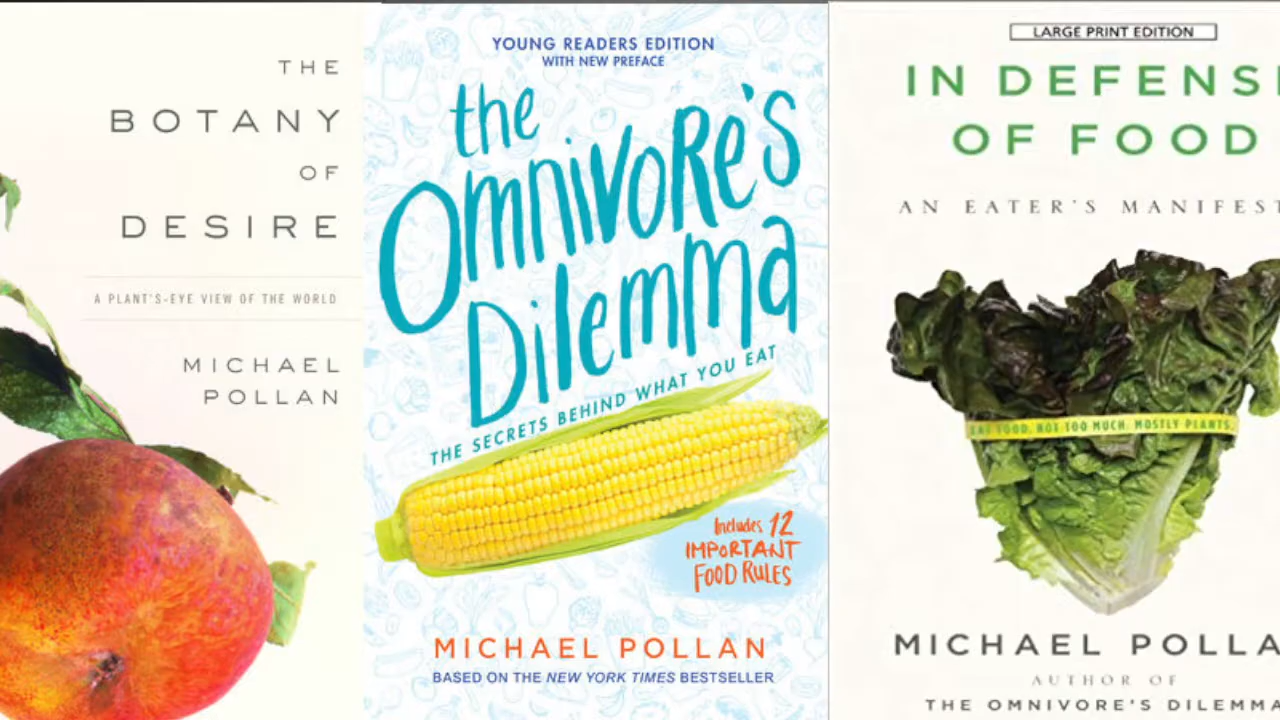 THE
BOTANY
OF
DESIRE
A PLANT'S-EYE VIEW OF THE WORLD
MICHAEL
POLLAN
YOUNG READERS EDITION
WITH NEW PREFACE
the
Omnivore's
Dilemma
THE SECRETS BEHIND WHAT YOU EAT
Includes 12
IMPORTANT
FOOD RULES
MICHAEL POLLAN
BASED ON THE NEW YORK TIMES BESTSELLER
LARGE PRINT EDITION
IN DEFENS
OF FOOD
AN EATER'S MANIFEST
EAT FOOD. NOT TOO MUCH. MOSTLY PLANTS.
MICHAEL POLLA
AUTHOR OF
THE OMNIVORE'S DILEMMA